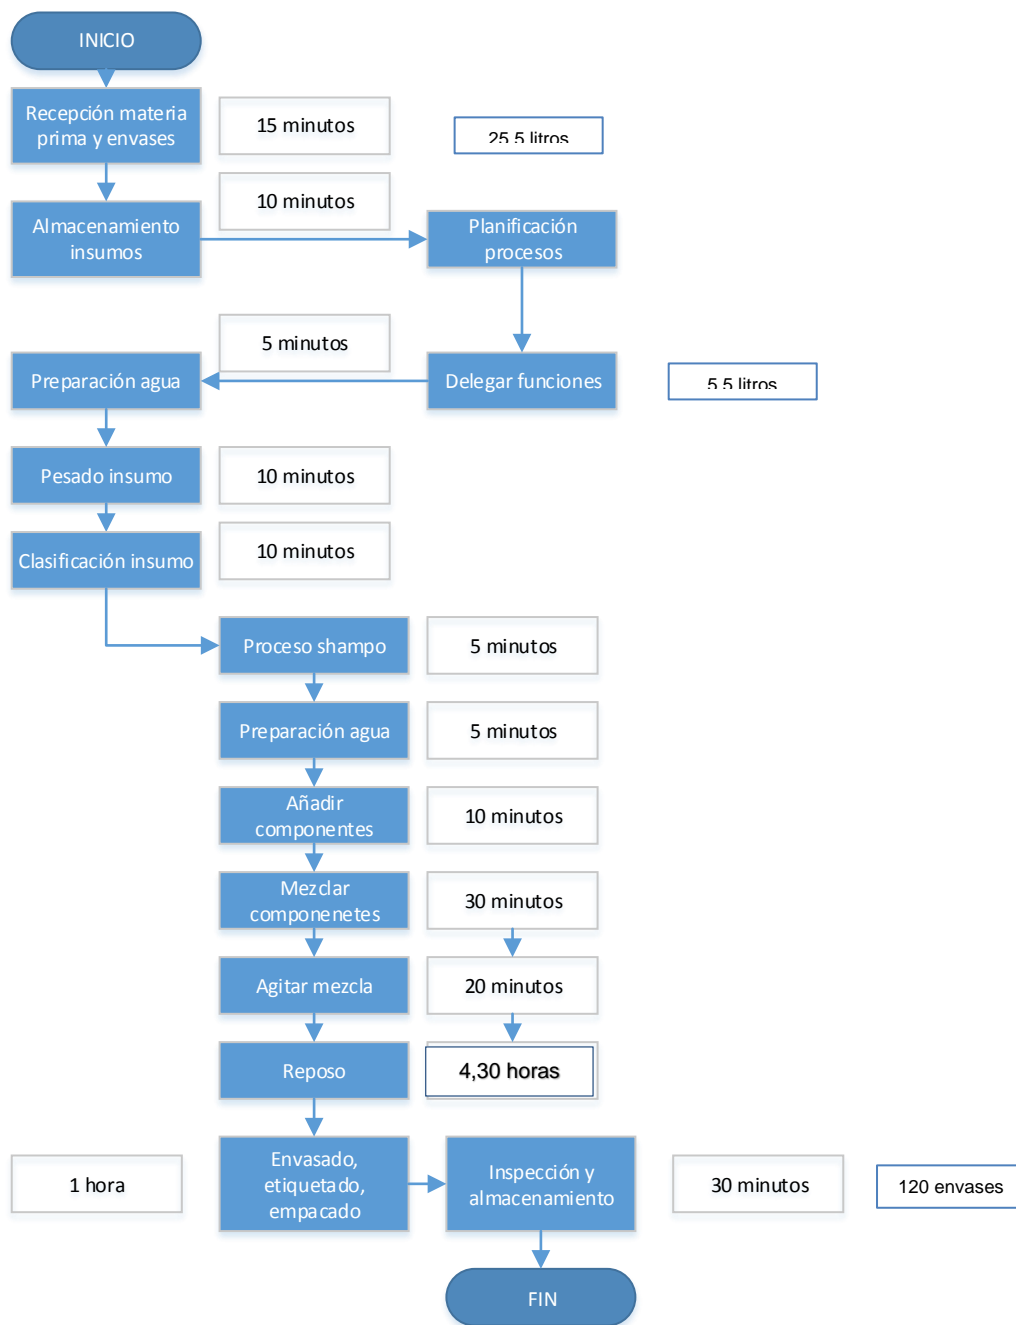 INICIO
Recepción materia
prima y envases
15 minutos
25 5 litros
10 minutos
Almacenamiento
insumos
Planificación
procesos
5 minutos
Preparación agua
Delegar funciones
5 5 litros
Pesado insumo
10 minutos
Clasificación insumo
10 minutos
Proceso shampo
5 minutos
Preparación agua
5 minutos
Añadir
componentes
10 minutos
Mezclar
componenetes
30 minutos
Agitar mezcla
20 minutos
Reposo
4,30 horas
1 hora
Envasado,
etiquetado,
empacado
Inspección y
almacenamiento
30 minutos
120 envases
FIN